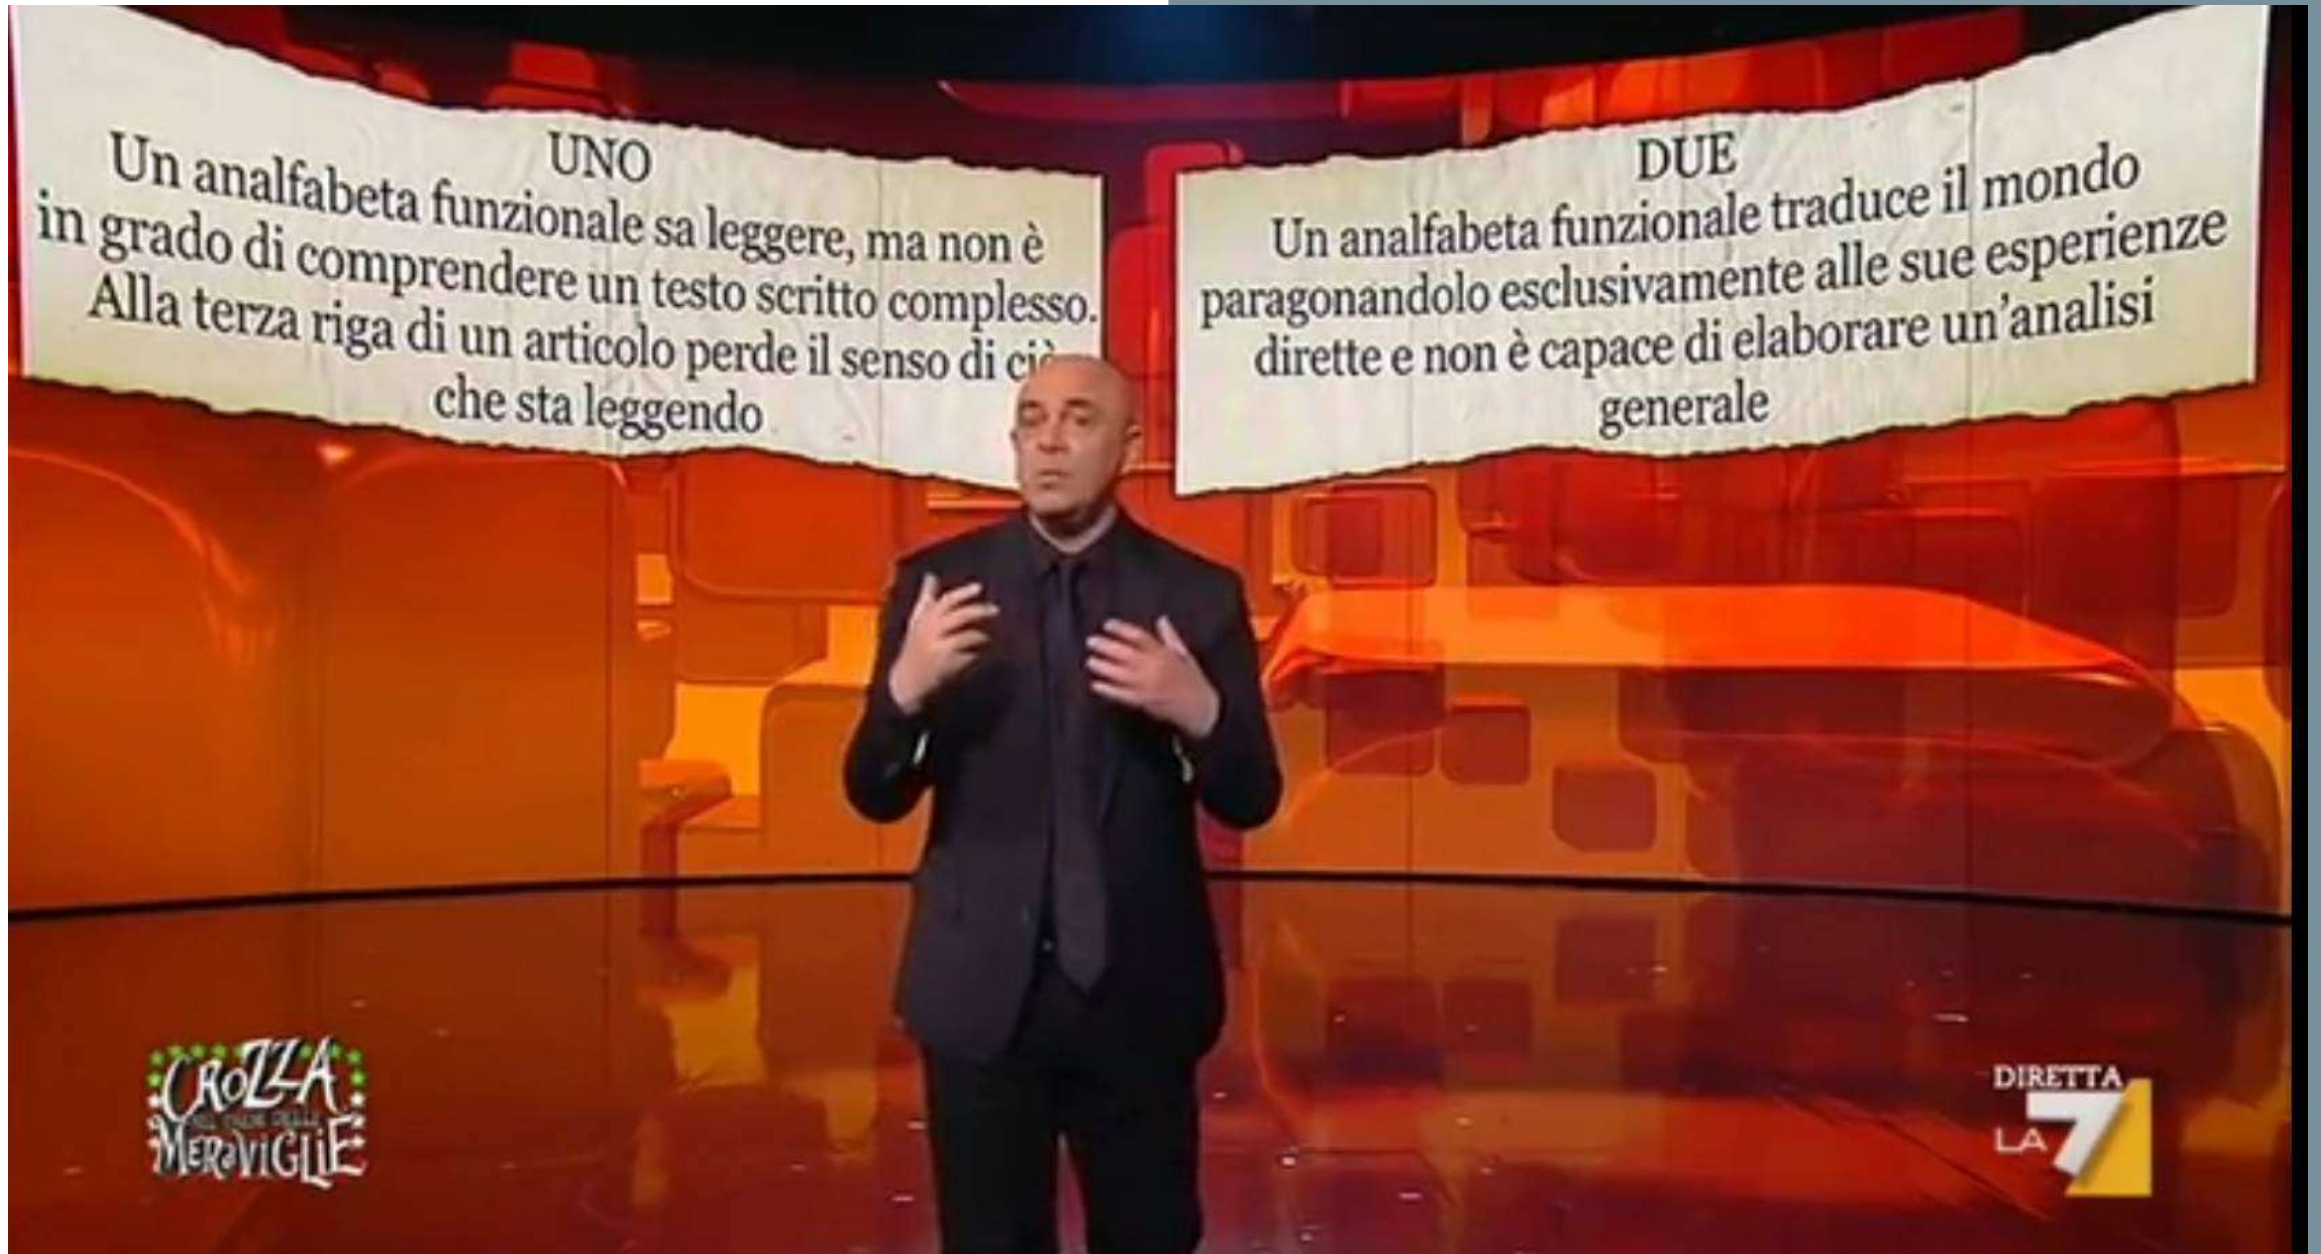 UNO
Un analfabeta funzionale sa leggere, ma non è
in grado di comprendere un testo scritto complesso.
Alla terza riga di un articolo perde il senso di
che sta leggendo
DUE
Un analfabeta funzionale traduce il mondo
paragonandolo esclusivamente alle sue esperienze
dirette e non è capace di elaborare un'analisi
generale
CROZZA
MERAVIGLIE
DIRETTA
LA 7